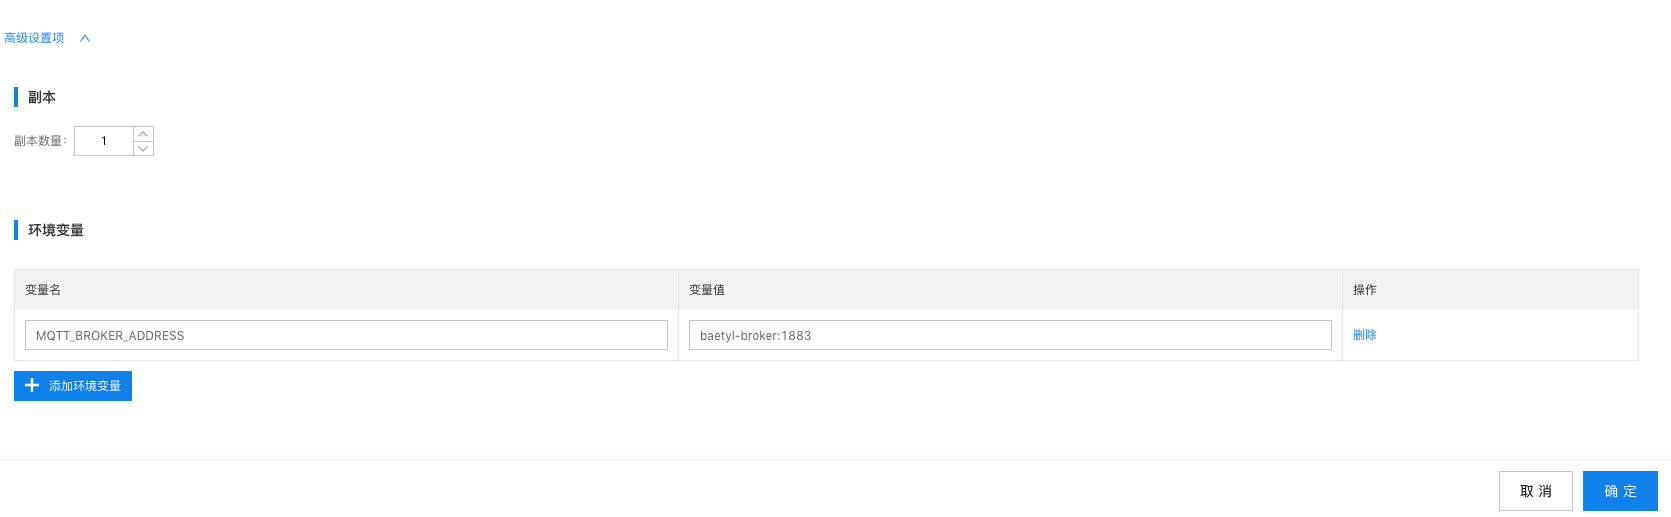 高级设置项
副本
副本数量: 1
环境变量
变量名 变量值 操作
MQTT_BROKER_ADDRESS baetyl-broker:1883 删除
添加环境变量
取消 确定